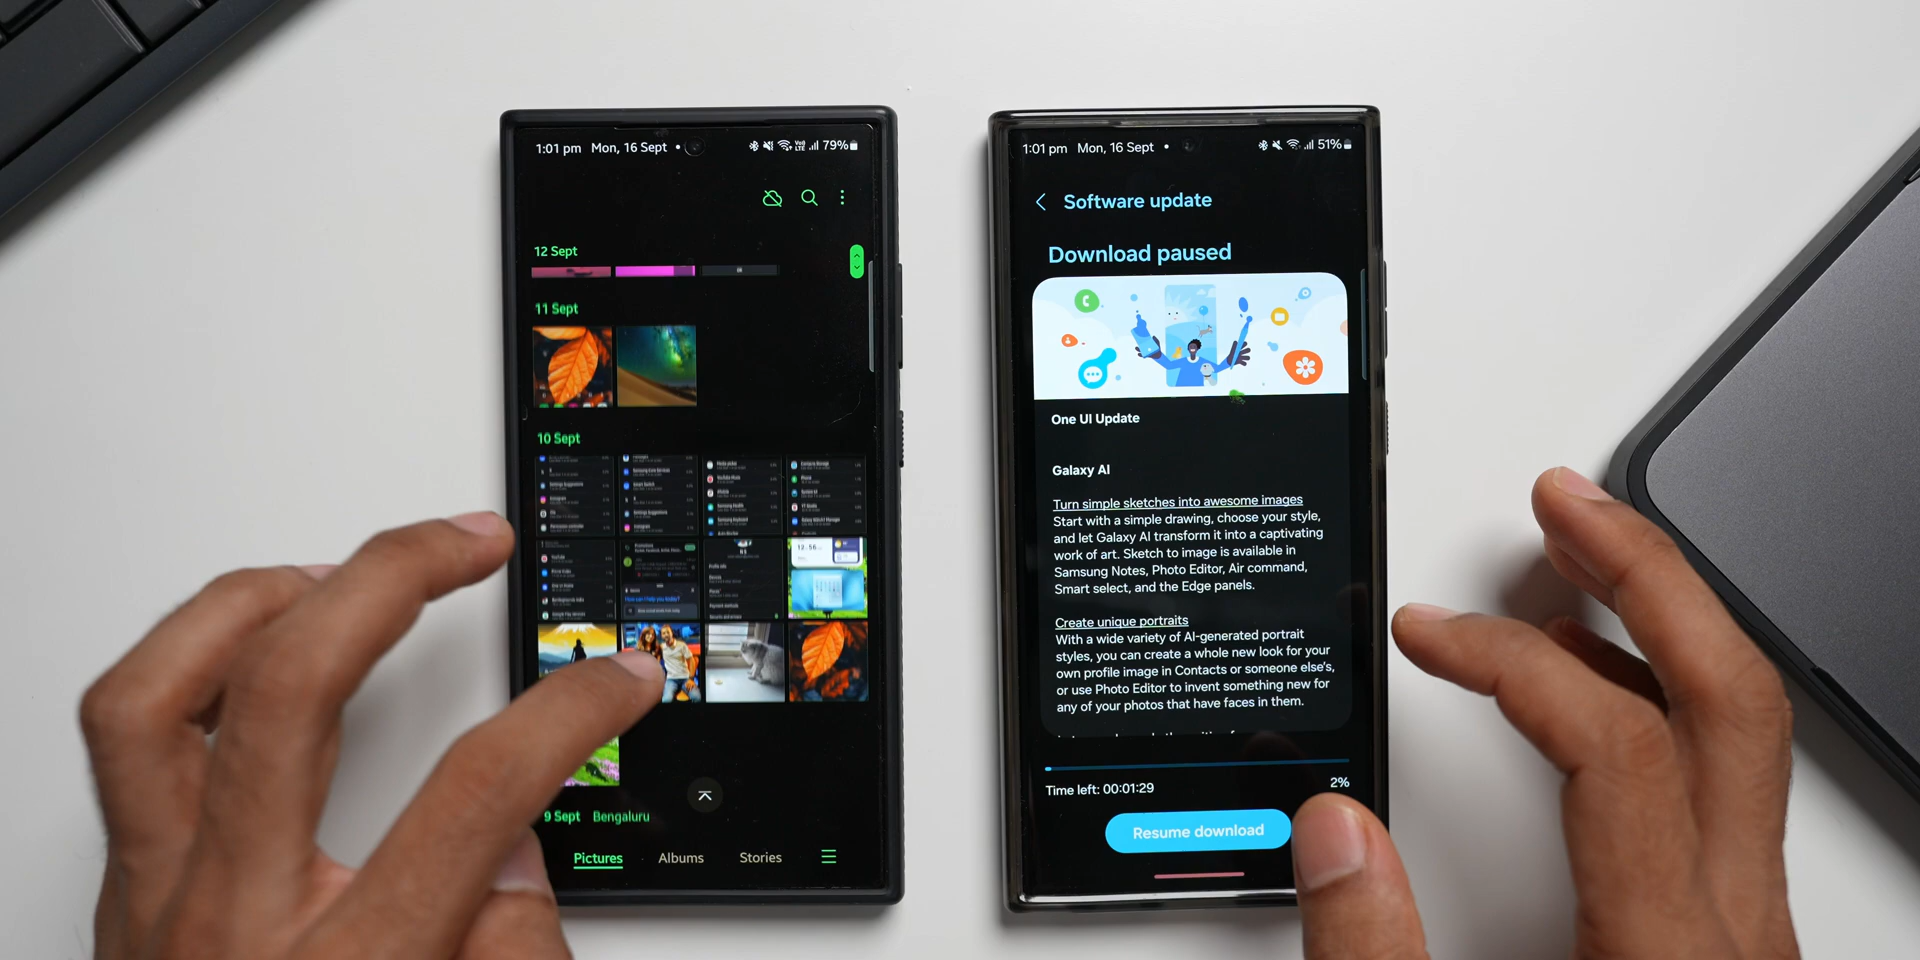 1:01 pm Mon, 16 Sept
79%
12 Sept
11 Sept
10 Sept
9 Sept Bengaluru
Pictures Albums Stories
1:01 pm Mon, 16 Sept
51%
Software update
Download paused
One UI Update
Galaxy AI
Turn simple sketches into awesome images
Start with a simple drawing, choose your style,
and let Galaxy AI transform it into a captivating
work of art. Sketch to image is available in
Samsung Notes, Photo Editor, Air command,
Smart select, and the Edge panels.
Create unique portraits
With a wide variety of AI-generated portrait
styles, you can create a whole new look for your
own profile image in Contacts or someone else's,
or use Photo Editor to invent something new for
any of your photos that have faces in them.
Time left: 00:01:29
2%
Resume download